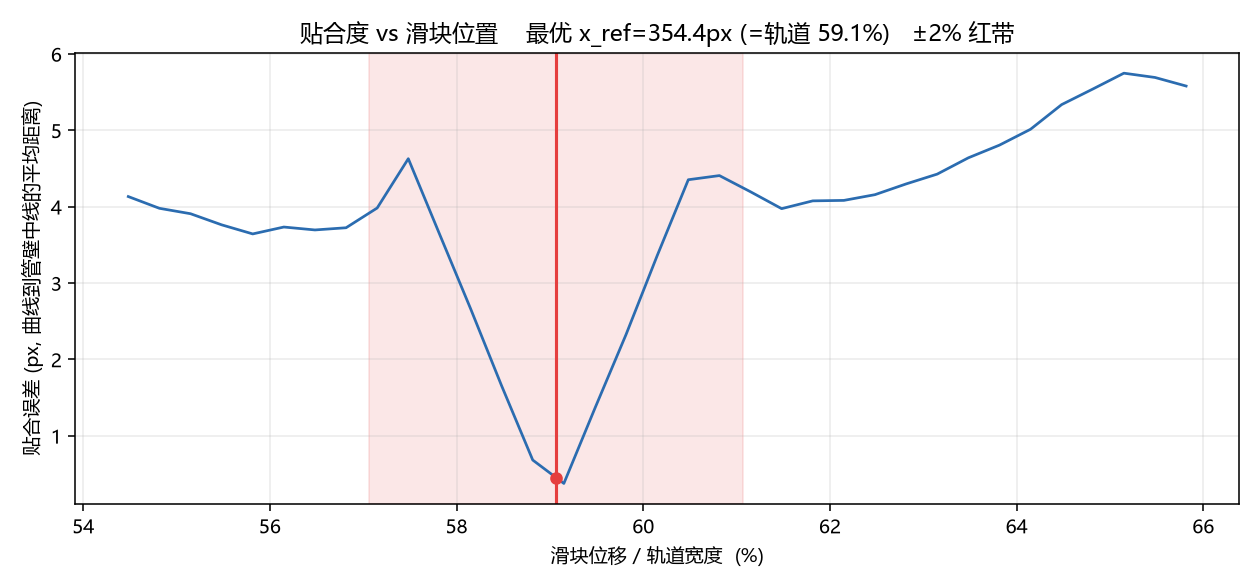 贴合度 vs 滑块位置    最优 x_ref=354.4px (=轨道 59.1%)   ±2% 红带
贴合误差 (px, 曲线到管壁中线的平均距离)
6
5
4
3
2
1
54 56 58 60 62 64 66
滑块位移 / 轨道宽度  (%)